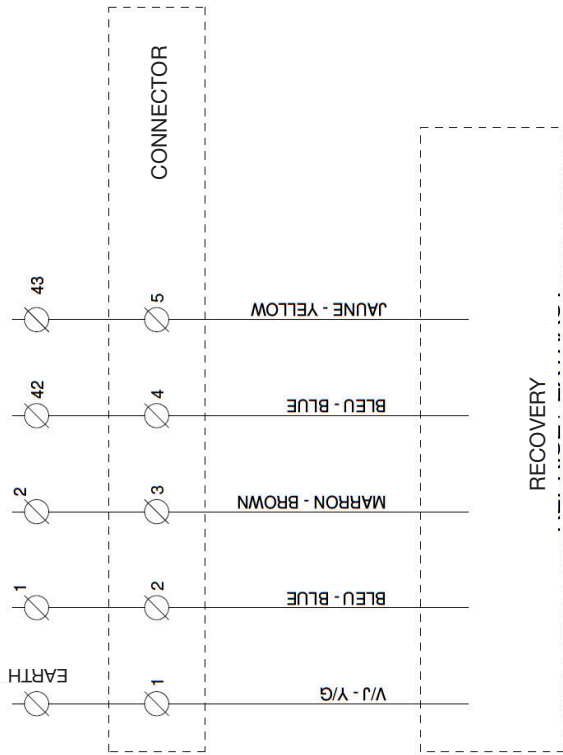 CONNECTOR
43
5
JAUNE - YELLOW
42
4
BLEU - BLUE
2
3
MARRON - BROWN
1
2
BLEU - BLUE
EARTH
1
V/J - Y/G
RECOVERY